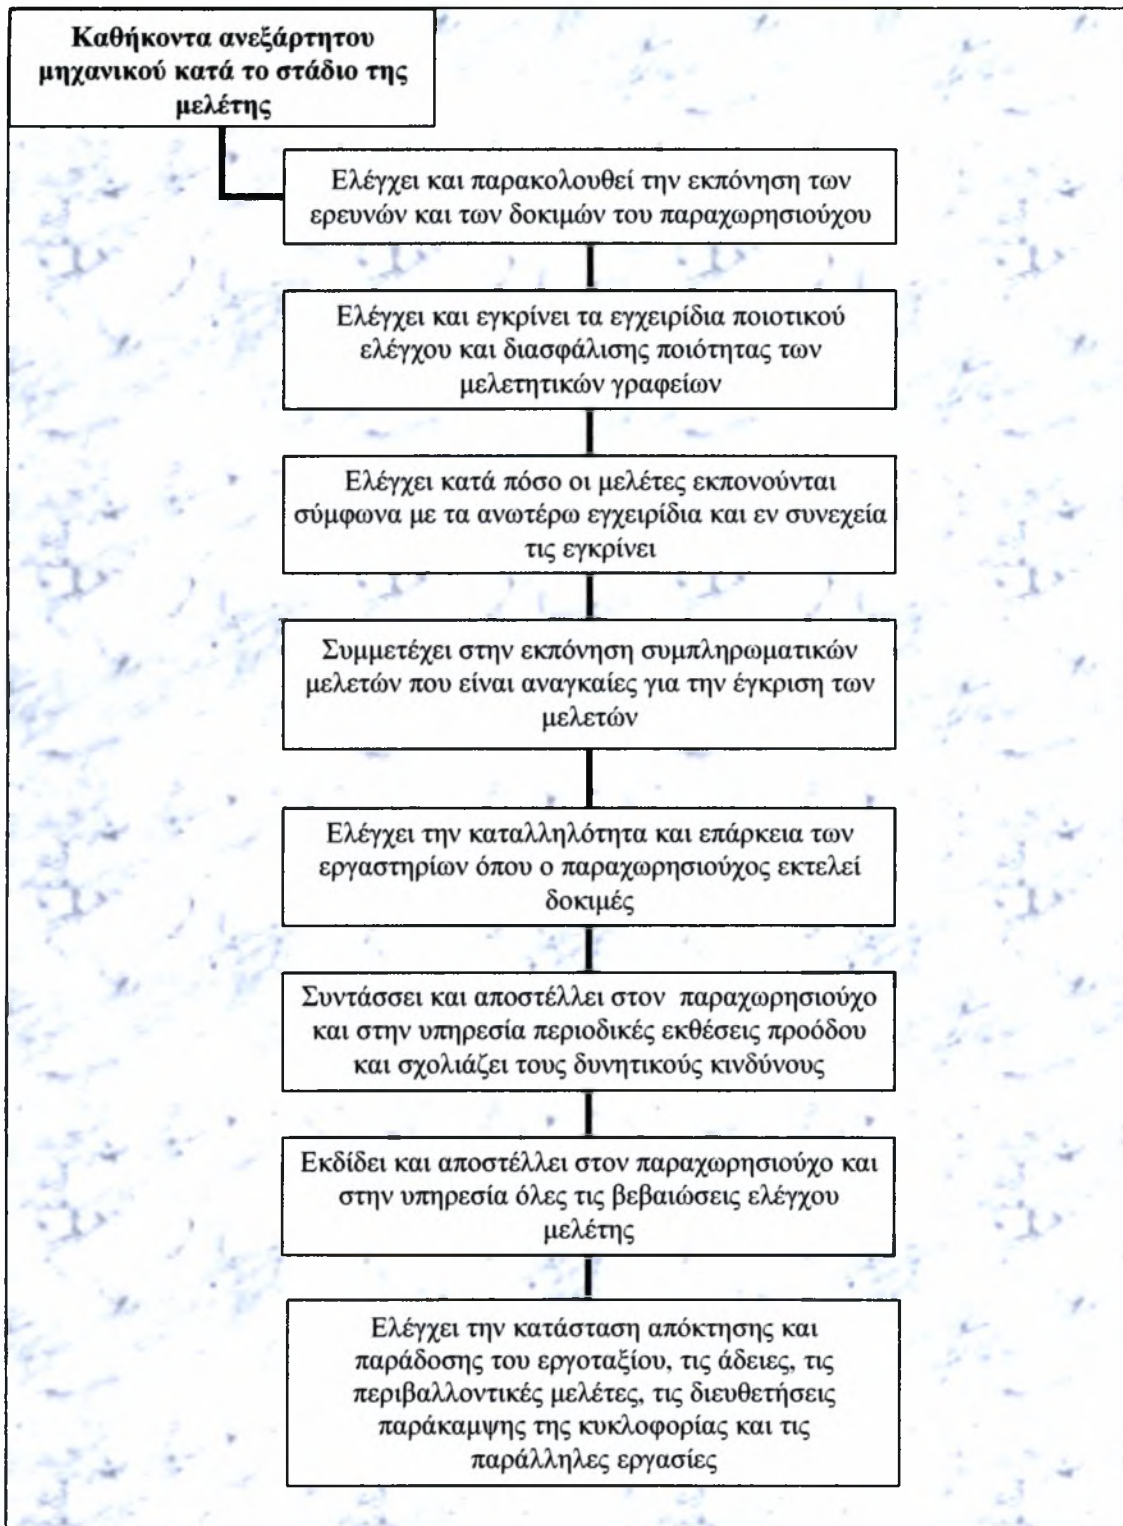 Καθήκοντα ανεξάρτητου
μηχανικού κατά το στάδιο της
μελέτης
Ελέγχει και παρακολουθεί την εκπόνηση των
ερευνών και των δοκιμών του παραχωρησιούχου
Ελέγχει και εγκρίνει τα εγχειρίδια ποιοτικού
ελέγχου και διασφάλισης ποιότητας των
μελετητικών γραφείων
Ελέγχει κατά πόσο οι μελέτες εκπονούνται
σύμφωνα με τα ανωτέρω εγχειρίδια και εν συνεχεία
τις εγκρίνει
Συμμετέχει στην εκπόνηση συμπληρωματικών
μελετών που είναι αναγκαίες για την έγκριση των
μελετών
Ελέγχει την καταλληλότητα και επάρκεια των
εργαστηρίων όπου ο παραχωρησιούχος εκτελεί
δοκιμές
Συντάσσει και αποστέλλει στον παραχωρησιούχο
και στην υπηρεσία περιοδικές εκθέσεις προόδου
και σχολιάζει τους δυνητικούς κινδύνους
Εκδίδει και αποστέλλει στον παραχωρησιούχο και
στην υπηρεσία όλες τις βεβαιώσεις ελέγχου
μελέτης
Ελέγχει την κατάσταση απόκτησης και
παράδοσης του εργοταξίου, τις άδειες, τις
περιβαλλοντικές μελέτες, τις διευθετήσεις
παράκαμψης της κυκλοφορίας και τις
παράλληλες εργασίες